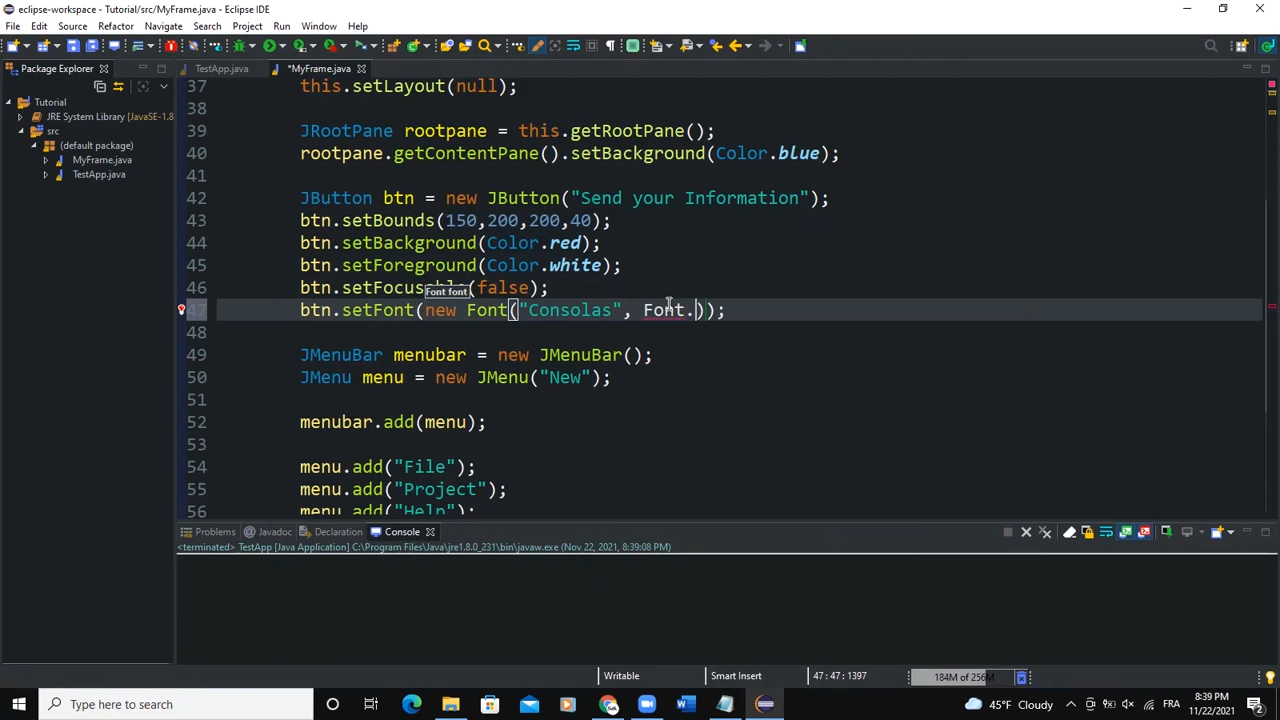 eclipse-workspace - Tutorial/src/MyFrame.java - Eclipse IDE
File Edit Source Refactor Navigate Search Project Run Window Help
Package Explorer
TestApp.java
*MyFrame.java
Tutorial
JRE System Library [JavaSE-1.8
src
(default package)
MyFrame.java
TestApp.java
37 this.setLayout(null);
38
39 JRootPane rootpane = this.getRootPane();
40 rootpane.getContentPane().setBackground(Color.blue);
41
42 JButton btn = new JButton("Send your Information");
43 btn.setBounds(150,200,200,40);
44 btn.setBackground(Color.red);
45 btn.setForeground(Color.white);
46 btn.setFocusable(false);
Font font
47 btn.setFont(new Font("Consolas", Font.));
48
49 JMenuBar menubar = new JMenuBar();
50 JMenu menu = new JMenu("New");
51
52 menubar.add(menu);
53
54 menu.add("File");
55 menu.add("Project");
56 menu.add("Help");
Problems Javadoc Declaration Console
<terminated> TestApp [Java Application] C:\Program Files\Java\jre1.8.0_231\bin\javaw.exe (Nov 22, 2021, 8:39:08 PM)
Writable Smart Insert 47 : 47 : 1397 184M of 256M
Type here to search
45°F Cloudy
FRA
8:39 PM
11/22/2021
2